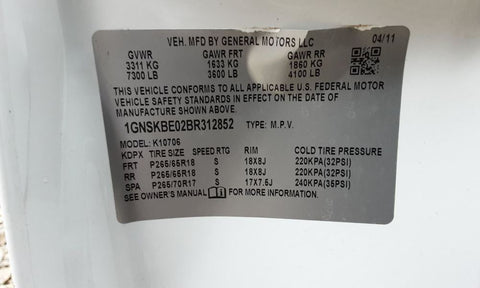 VEH. MFD BY GENERAL MOTORS LLC 04/11
GVWR GAWR FRT GAWR RR
3311 KG 1633 KG 1860 KG
7300 LB 3600 LB 4100 LB
THIS VEHICLE CONFORMS TO ALL APPLICABLE U.S. FEDERAL MOTOR
VEHICLE SAFETY STANDARDS IN EFFECT ON THE DATE OF
MANUFACTURE SHOWN ABOVE.
1GNSKBE02BR312852 TYPE: M.P.V.
MODEL: K10706
KDPX TIRE SIZE SPEED RTG RIM COLD TIRE PRESSURE
FRT P265/65R18 S 18X8J 220KPA(32PSI)
RR P265/65R18 S 18X8J 220KPA(32PSI)
SPA P265/70R17 S 17X7.5J 240KPA(35PSI)
SEE OWNER'S MANUAL FOR MORE INFORMATION